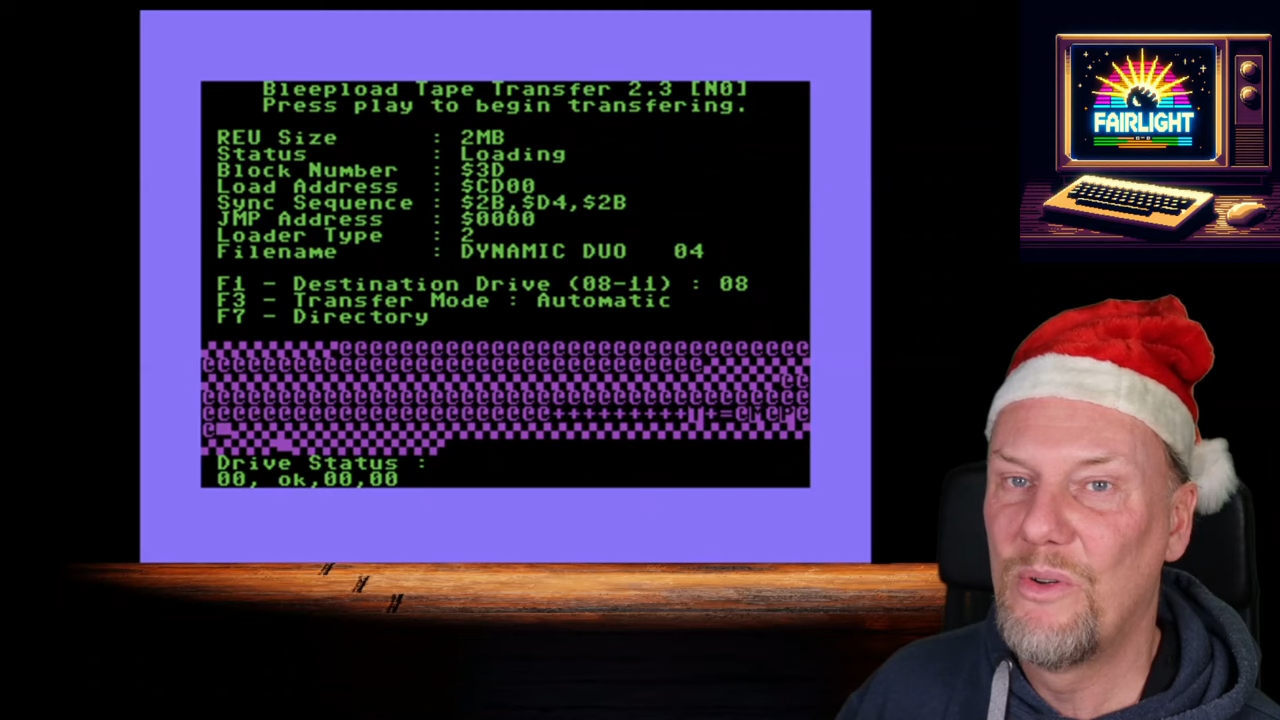 Bleepload Tape Transfer 2.3 [N0]
Press play to begin transfering.
REU Size : 2MB
Status : Loading
Block Number : $3D
Load Address : $CD00
Sync Sequence : $2B,$D4,$2B
JMP Address : $0000
Loader Type : 2
Filename : DYNAMIC DUO 04
F1 - Destination Drive (08-11) : 08
F3 - Transfer Mode : Automatic
F7 - Directory
Drive Status :
00, ok,00,00
FAIRLIGHT